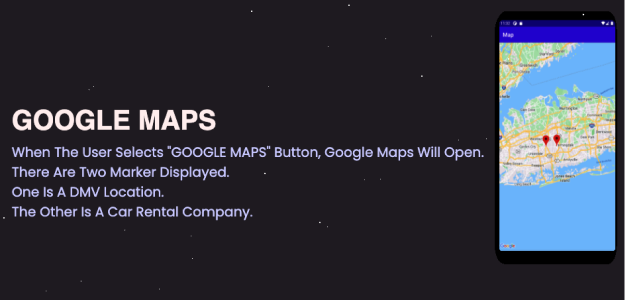 GOOGLE MAPS
When The User Selects "GOOGLE MAPS" Button, Google Maps Will Open.
There Are Two Marker Displayed.
One Is A DMV Location.
The Other Is A Car Rental Company.
Map